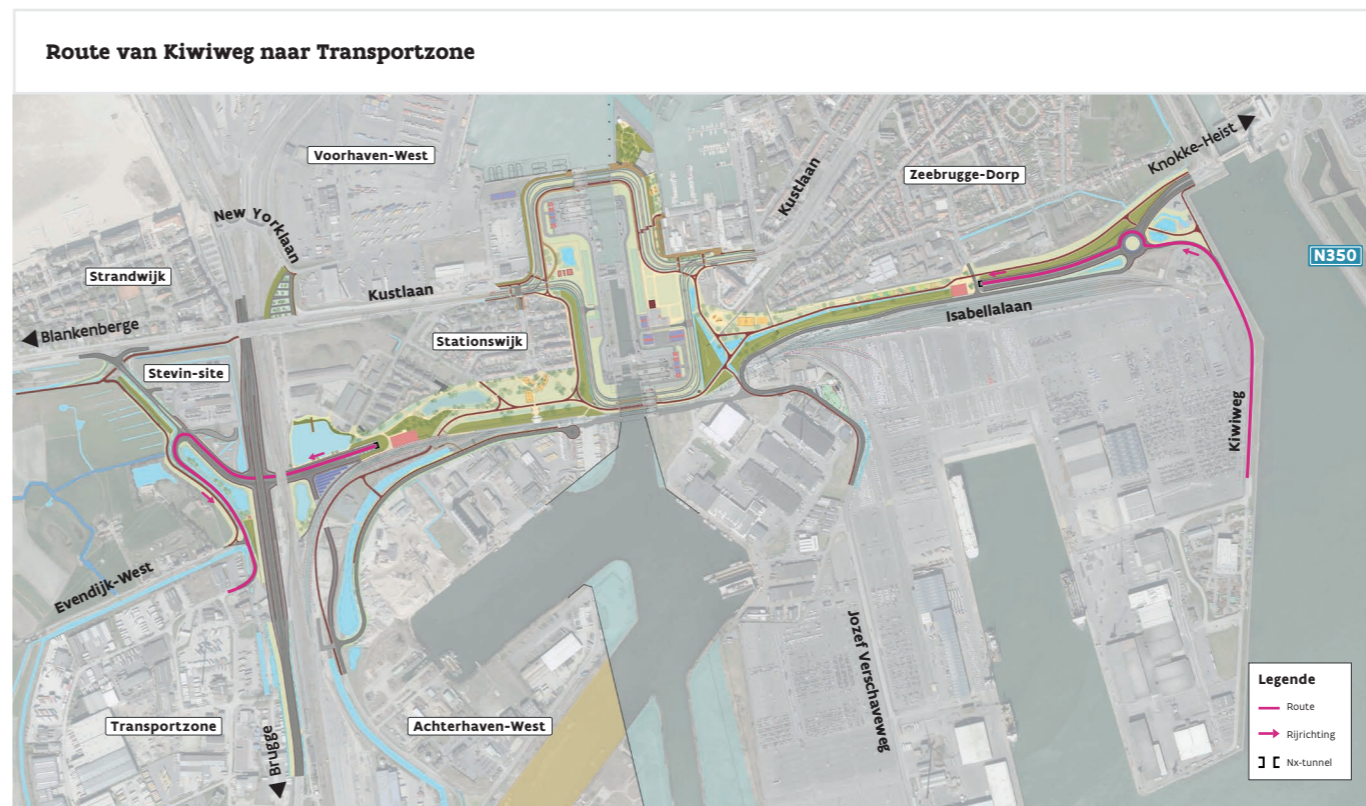 Route van Kiwiweg naar Transportzone
Voorhaven-West
Kustlaan
Zeebrugge-Dorp
Knokke-Heist
New Yorklaan
N350
Strandwijk
Kustlaan
Blankenberge
Stationswijk
Isabellalaan
Stevin-site
Kiwiweg
Evendijk-West
Jozef Verschaveweg
Transportzone
Achterhaven-West
Brugge
Legende
Route
Rijrichting
Nx-tunnel